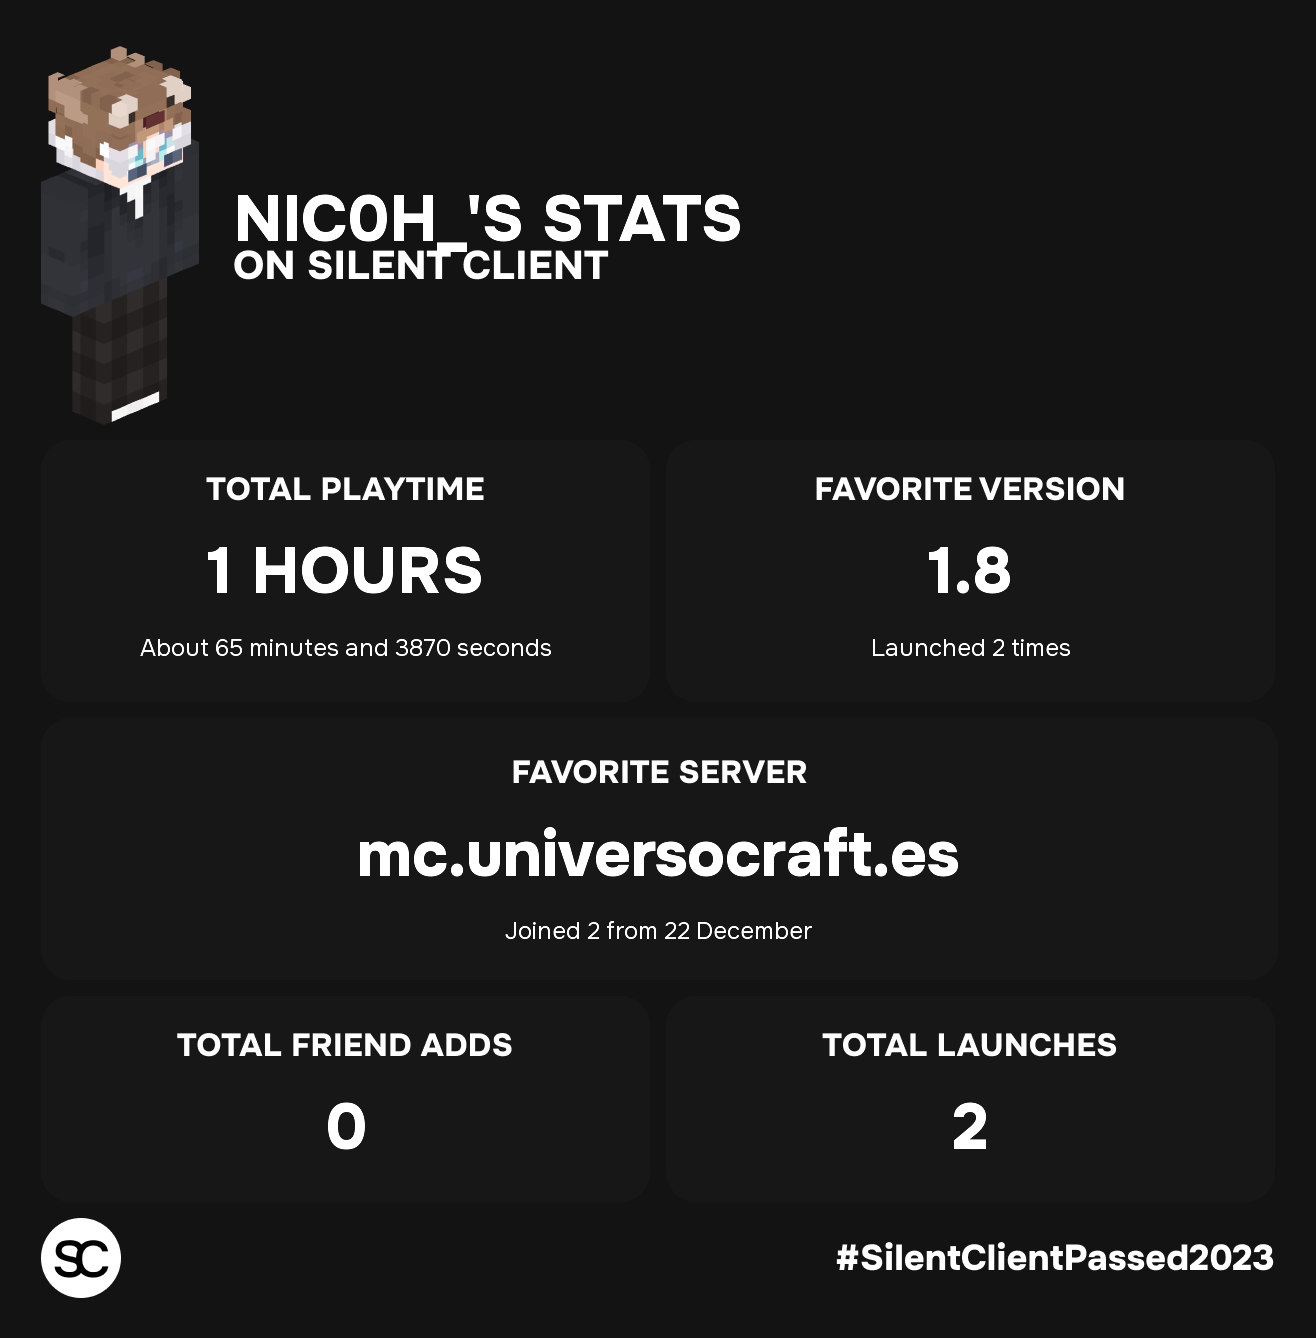 NIC0H_'S STATS
ON SILENT CLIENT
TOTAL PLAYTIME
1 HOURS
About 65 minutes and 3870 seconds
FAVORITE VERSION
1.8
Launched 2 times
FAVORITE SERVER
mc.universocraft.es
Joined 2 from 22 December
TOTAL FRIEND ADDS
0
TOTAL LAUNCHES
2
SC
#SilentClientPassed2023